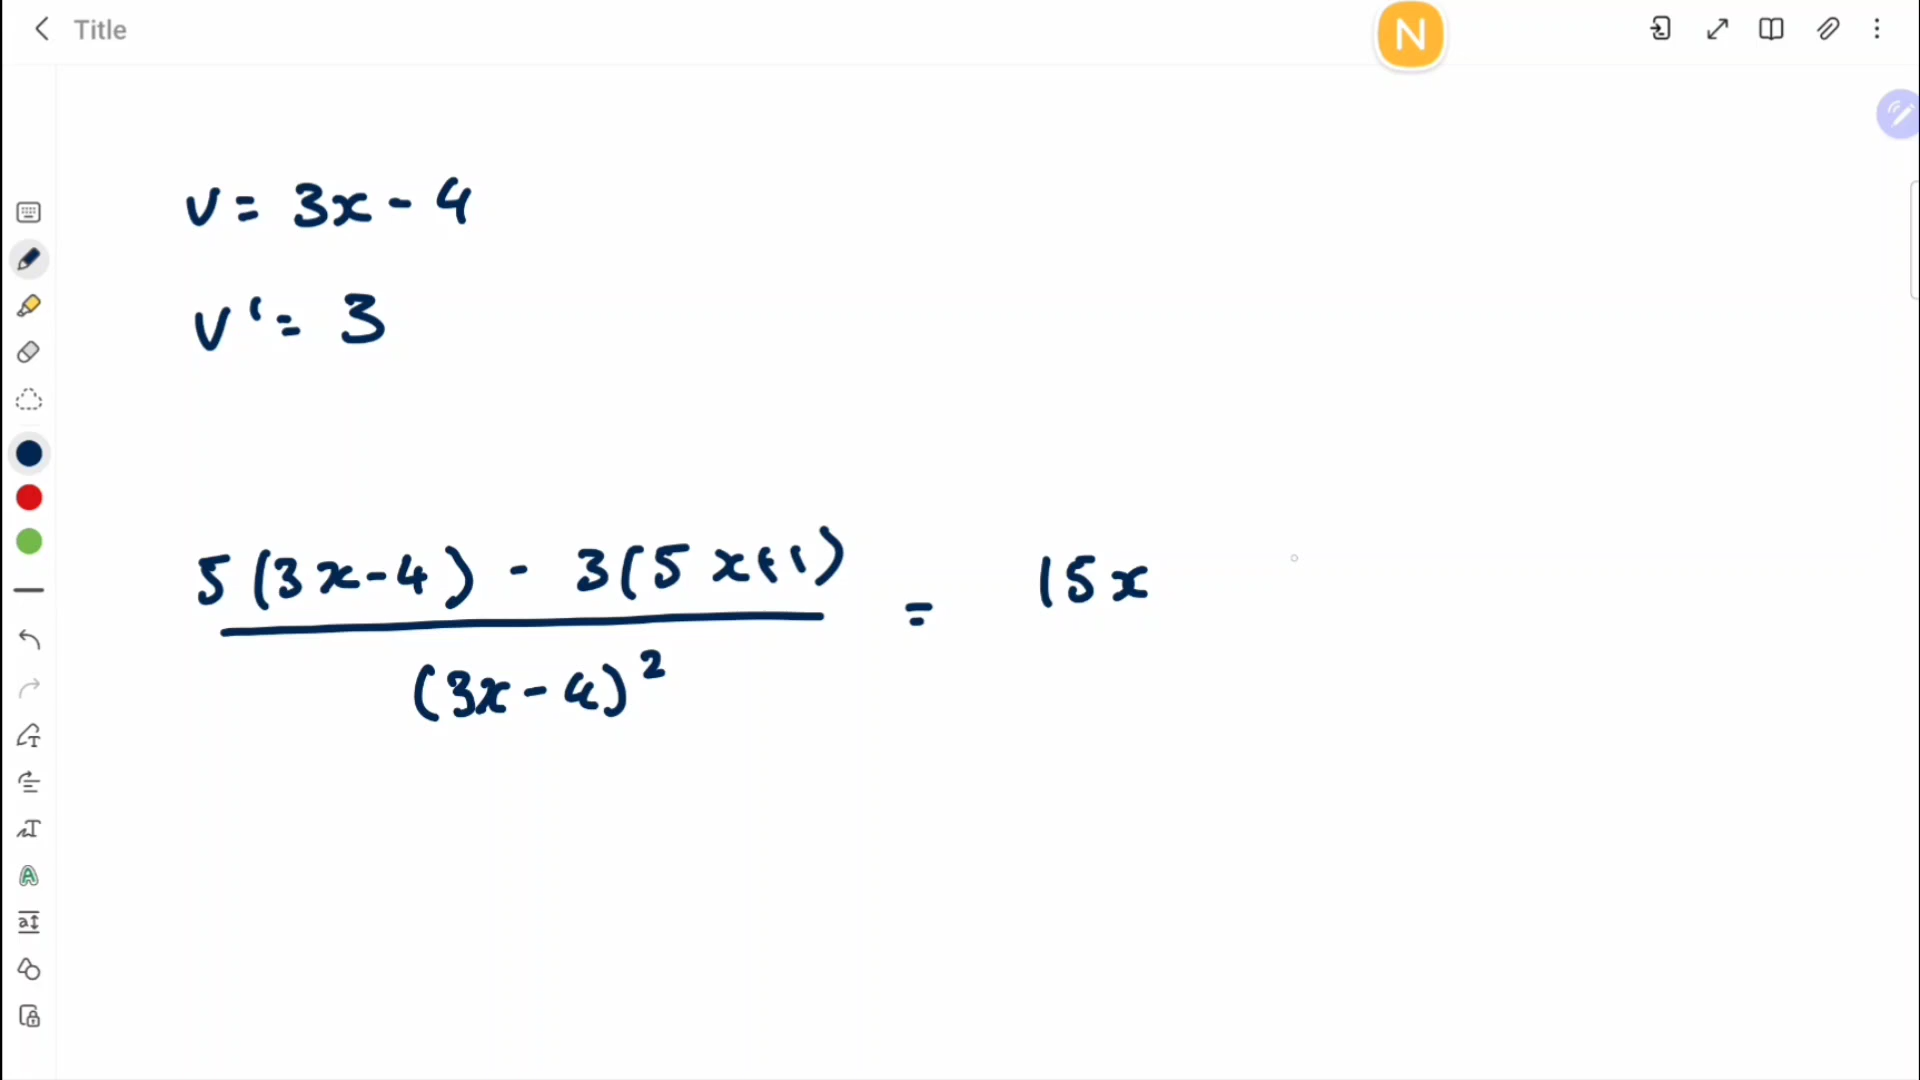 Title
N
v = 3x - 4
v' = 3
5(3x-4) - 3(5x+1) = 15x
(3x-4)²